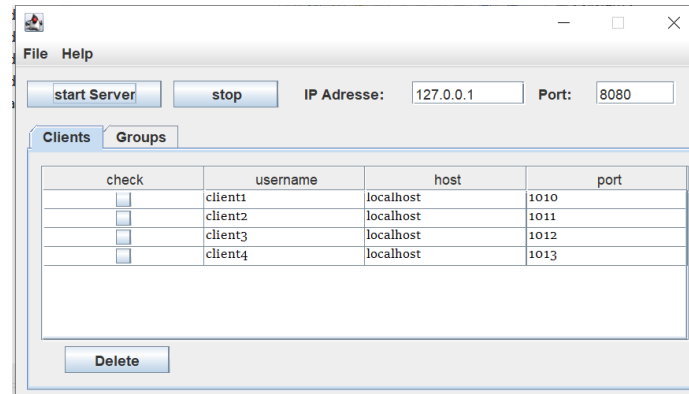 File Help
start Server stop IP Adresse: 127.0.0.1 Port: 8080
Clients Groups
check username host port
client1 localhost 1010
client2 localhost 1011
client3 localhost 1012
client4 localhost 1013
Delete